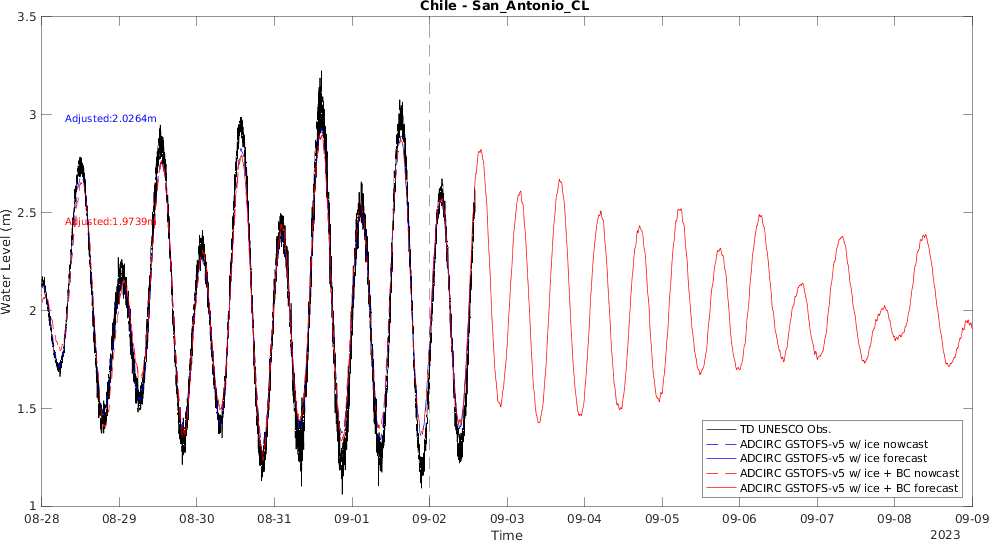 Chile - San_Antonio_CL
3.5
3
2.5
2
1.5
1
Water Level (m)
Adjusted:2.0264m
Adjusted:1.9739m
TD UNESCO Obs.
ADCIRC GSTOFS-v5 w/ ice nowcast
ADCIRC GSTOFS-v5 w/ ice forecast
ADCIRC GSTOFS-v5 w/ ice + BC nowcast
ADCIRC GSTOFS-v5 w/ ice + BC forecast
08-28 08-29 08-30 08-31 09-01 09-02 09-03 09-04 09-05 09-06 09-07 09-08 09-09
Time
2023